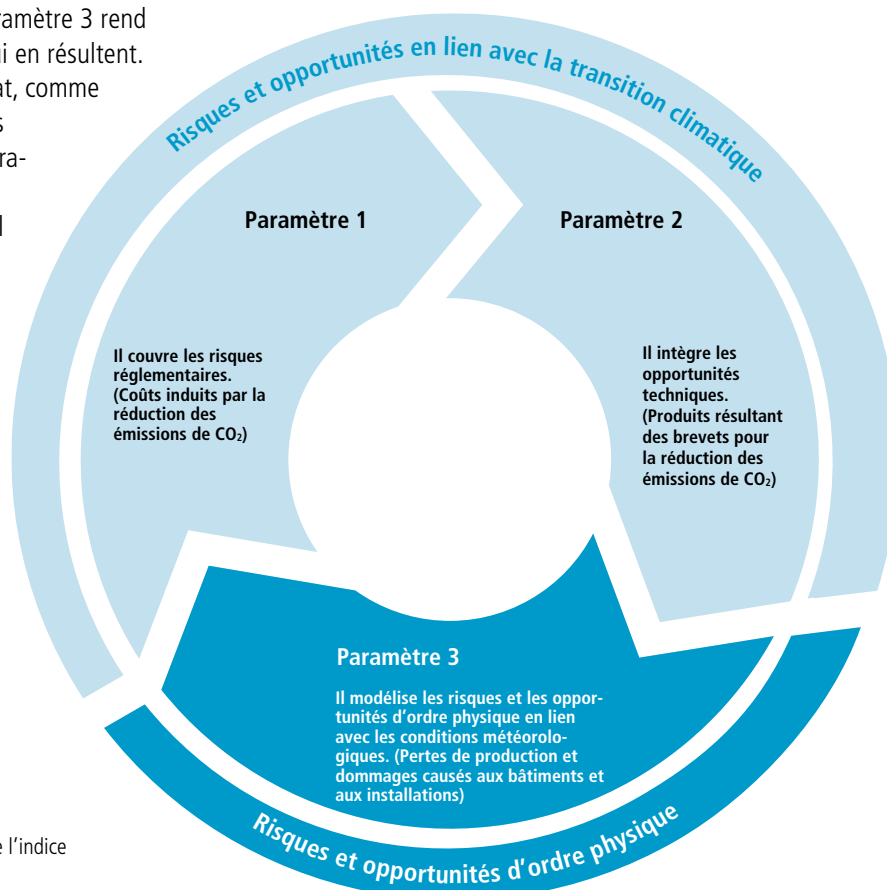 ramètre 3 rend
ui en résultent.
at, comme
s
ra-
d
Risques et opportunités en lien avec la transition climatique
Paramètre 1
Il couvre les risques
réglementaires.
(Coûts induits par la
réduction des
émissions de CO₂)
Paramètre 2
Il intègre les
opportunités
techniques.
(Produits résultant
des brevets pour
la réduction des
émissions de CO₂)
Paramètre 3
Il modélise les risques et les oppor-
tunités d’ordre physique en lien
avec les conditions météorolo-
giques. (Pertes de production et
dommages causés aux bâtiments et
aux installations)
Risques et opportunités d’ordre physique
e l’indice